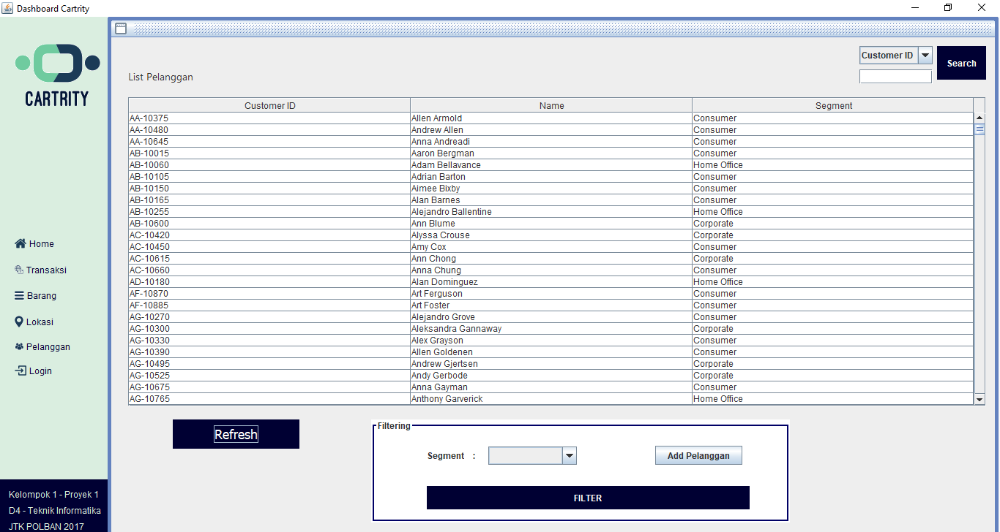 Dashboard Cartrity
CARTRITY
Home
Transaksi
Barang
Lokasi
Pelanggan
Login
Kelompok 1 - Proyek 1
D4 - Teknik Informatika
JTK POLBAN 2017
Customer ID
Search
List Pelanggan
Customer ID Name Segment
AA-10375 Allen Armold Consumer
AA-10480 Andrew Allen Consumer
AA-10645 Anna Andreadi Consumer
AB-10015 Aaron Bergman Consumer
AB-10060 Adam Bellavance Home Office
AB-10105 Adrian Barton Consumer
AB-10150 Aimee Bixby Consumer
AB-10165 Alan Barnes Consumer
AB-10255 Alejandro Ballentine Home Office
AB-10600 Ann Blume Corporate
AC-10420 Alyssa Crouse Corporate
AC-10450 Amy Cox Consumer
AC-10615 Ann Chong Corporate
AC-10660 Anna Chung Consumer
AD-10180 Alan Dominguez Home Office
AF-10870 Art Ferguson Consumer
AF-10885 Art Foster Consumer
AG-10270 Alejandro Grove Consumer
AG-10300 Aleksandra Gannaway Corporate
AG-10330 Alex Grayson Consumer
AG-10390 Allen Goldenen Consumer
AG-10495 Andrew Gjertsen Corporate
AG-10525 Andy Gerbode Corporate
AG-10675 Anna Gayman Consumer
AG-10765 Anthony Garverick Home Office
Refresh
Filtering
Segment :
Add Pelanggan
FILTER